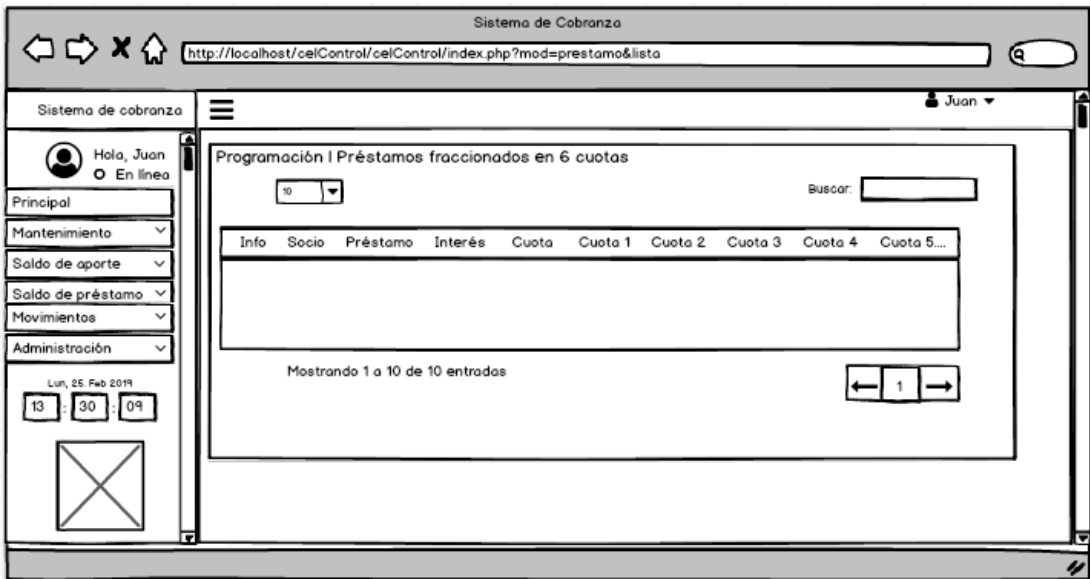 Sistema de Cobranza
http://localhost/celControl/celControl/index.php?mod=prestamo&lista
Sistema de cobranza
Juan
Hola, Juan
En línea
Principal
Mantenimiento
Saldo de aporte
Saldo de préstamo
Movimientos
Administración
Lun, 25. Feb 2019
13 : 30 : 09
Programación I Préstamos fraccionados en 6 cuotas
10
Buscar:
Info Socio Préstamo Interés Cuota Cuota 1 Cuota 2 Cuota 3 Cuota 4 Cuota 5....
Mostrando 1 a 10 de 10 entradas
1